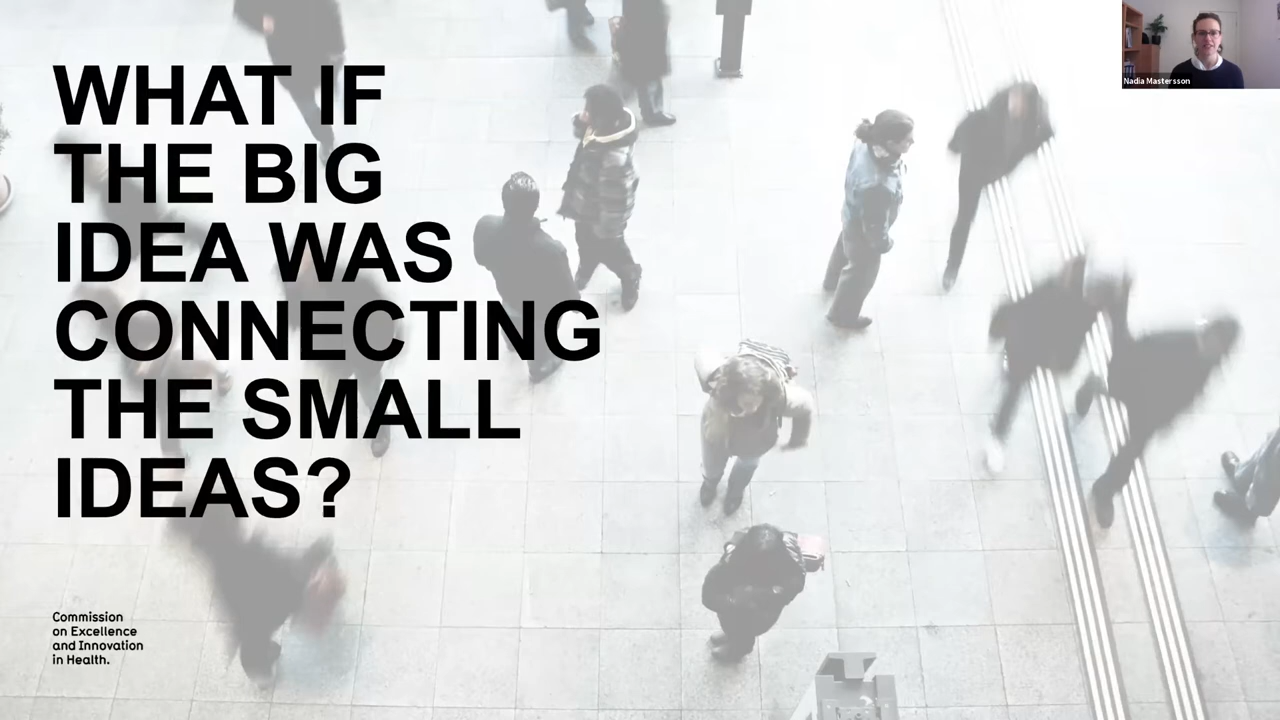 WHAT IF
THE BIG
IDEA WAS
CONNECTING
THE SMALL
IDEAS?
Commission
on Excellence
and Innovation
in Health.
Nadia Mastersson